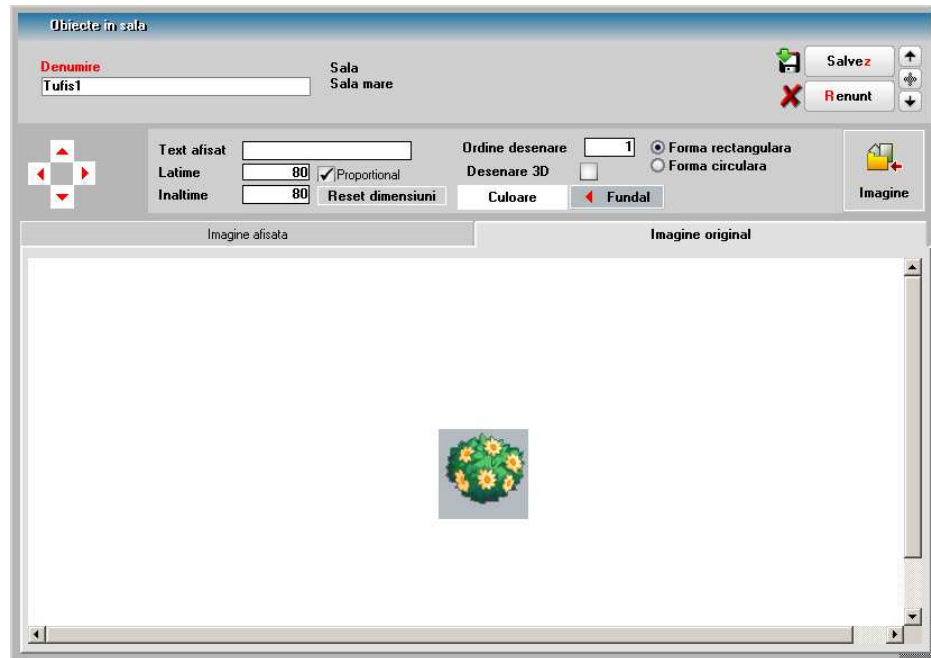 Obiecte in sala
Denumire
Tufis1
Sala
Sala mare
Salvez
Renunt
Text afisat
Latime 80 Proportional
Inaltime 80 Reset dimensiuni
Ordine desenare 1
Desenare 3D
Culoare Fundal
Forma rectangulara
Forma circulara
Imagine
Imagine afisata
Imagine original